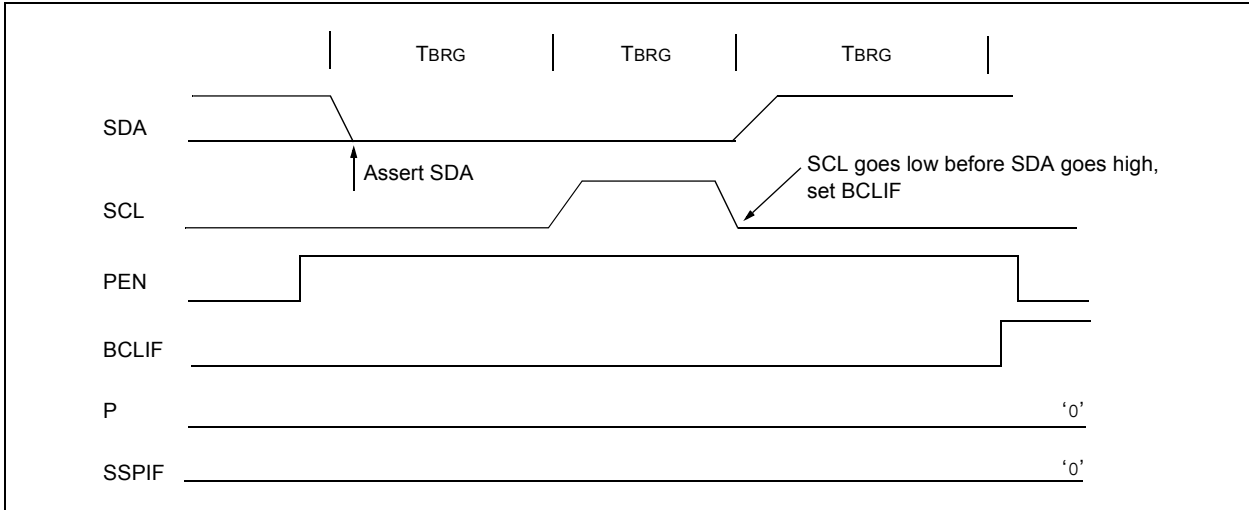 TBRG TBRG TBRG
SDA
Assert SDA
SCL goes low before SDA goes high,
set BCLIF
SCL
PEN
BCLIF
P ‘0’
SSPIF ‘0’